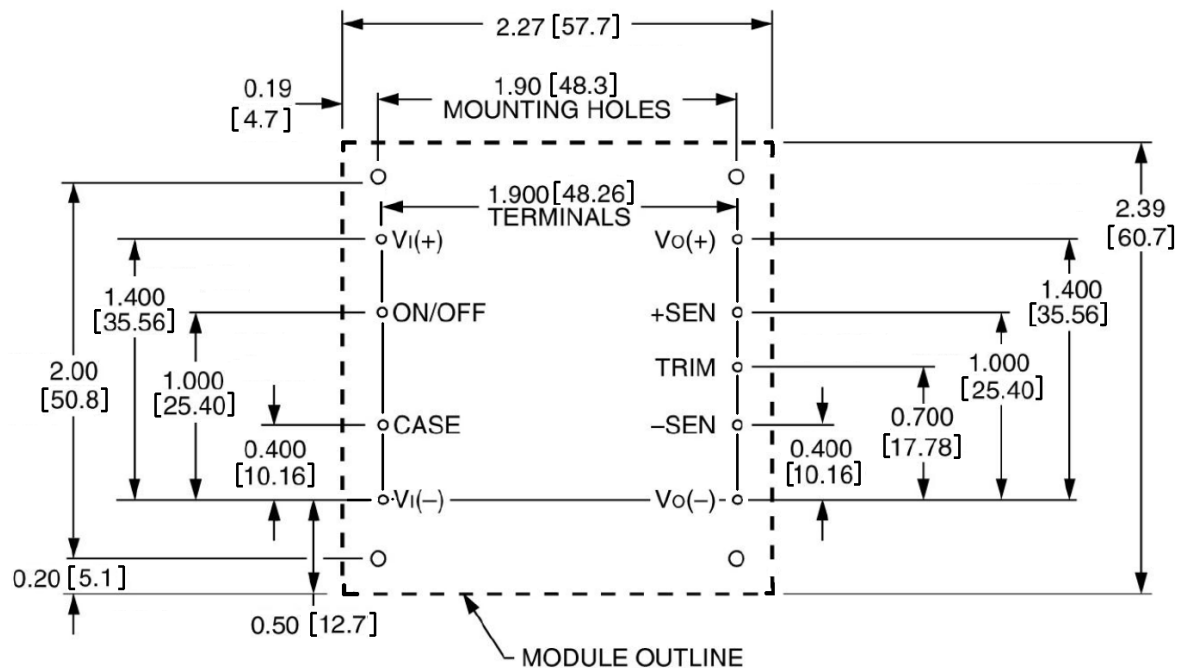 2.27 [57.7]
0.19
[4.7]
1.90 [48.3]
MOUNTING HOLES
1.900 [48.26]
TERMINALS
2.39
[60.7]
VI(+)
VO(+)
1.400
[35.56]
1.400
[35.56]
ON/OFF
+SEN
2.00
[50.8]
1.000
[25.40]
TRIM
1.000
[25.40]
CASE
–SEN
0.700
[17.78]
0.400
[10.16]
0.400
[10.16]
VI(–)
VO(–)
0.20 [5.1]
0.50 [12.7]
MODULE OUTLINE